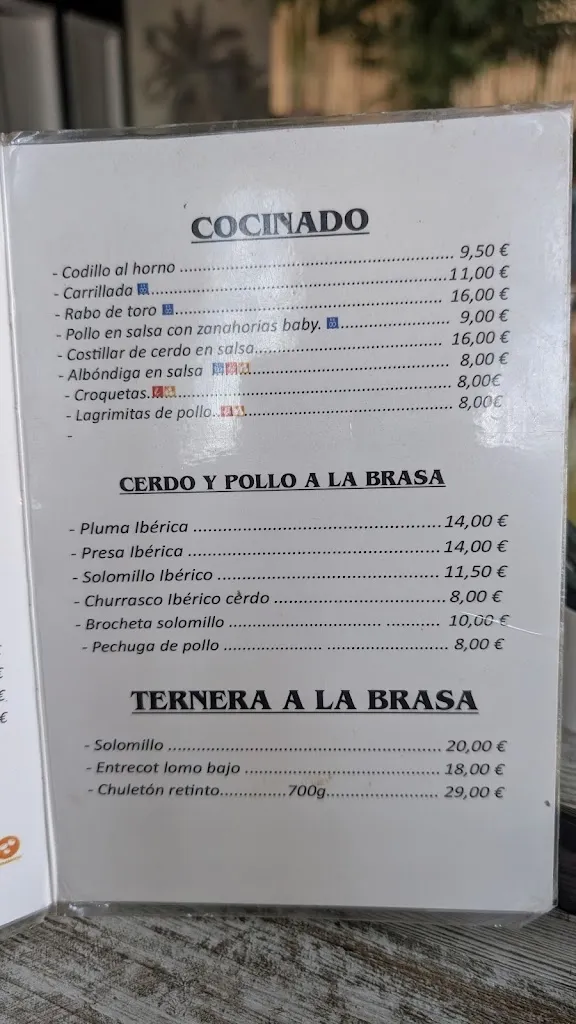 COCINADO
- Codillo al horno ........................................................ 9,50 €
- Carrillada ............................................................ 11,00 €
- Rabo de toro ...................................................... 16,00 €
- Pollo en salsa con zanahorias baby. ...................... 9,00 €
- Costillar de cerdo en salsa...................................... 16,00 €
- Albóndiga en salsa ............................................ 8,00 €
- Croquetas. .......................................................... 8,00€
- Lagrimitas de pollo. ............................................ 8,00€
-
CERDO Y POLLO A LA BRASA
- Pluma Ibérica .................................................. 14,00 €
- Presa Ibérica ................................................... 14,00 €
- Solomillo Ibérico ............................................. 11,50 €
- Churrasco Ibérico cèrdo ................................... 8,00 €
- Brocheta solomillo ............................... ............ 10,00 €
- Pechuga de pollo .................... ........................ 8,00 €
TERNERA A LA BRASA
- Solomillo ........................................................ 20,00 €
- Entrecot lomo bajo ....................................... 18,00 €
- Chuletón retinto.............700g....................... 29,00 €
€
€
€
€